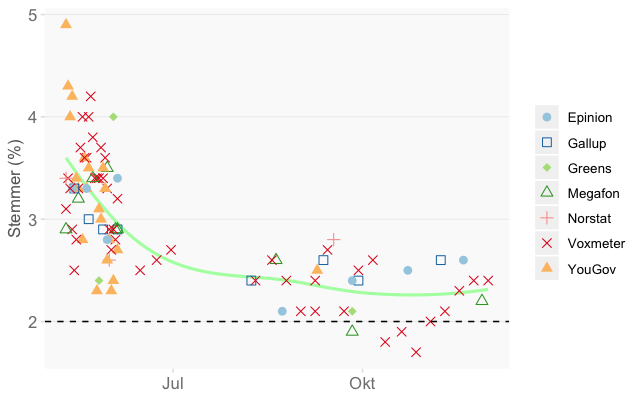 5
4
3
2
Stemmer (%)
Jul
Okt
Epinion
Gallup
Greens
Megafon
Norstat
Voxmeter
YouGov